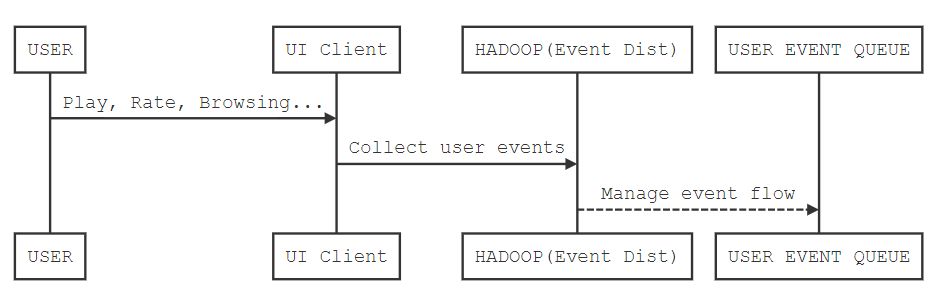 USER
UI Client
HADOOP(Event Dist)
USER EVENT QUEUE
Play, Rate, Browsing...
Collect user events
Manage event flow
USER
UI Client
HADOOP(Event Dist)
USER EVENT QUEUE